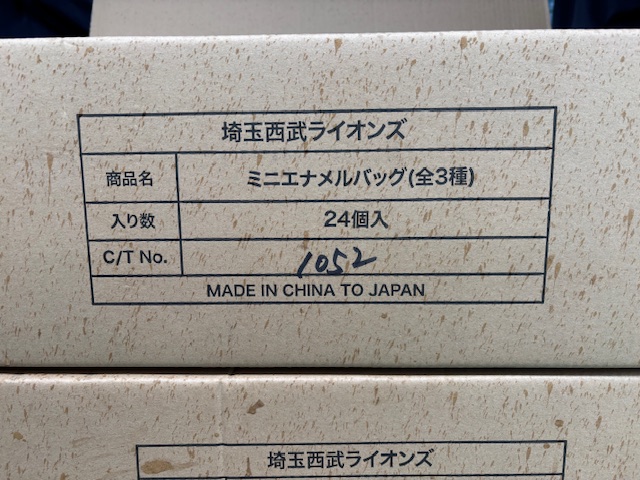 埼玉西武ライオンズ
商品名 ミニエナメルバッグ(全3種)
入り数 24個入
C/T No. 1052
MADE IN CHINA TO JAPAN
埼玉西武ライオンズ